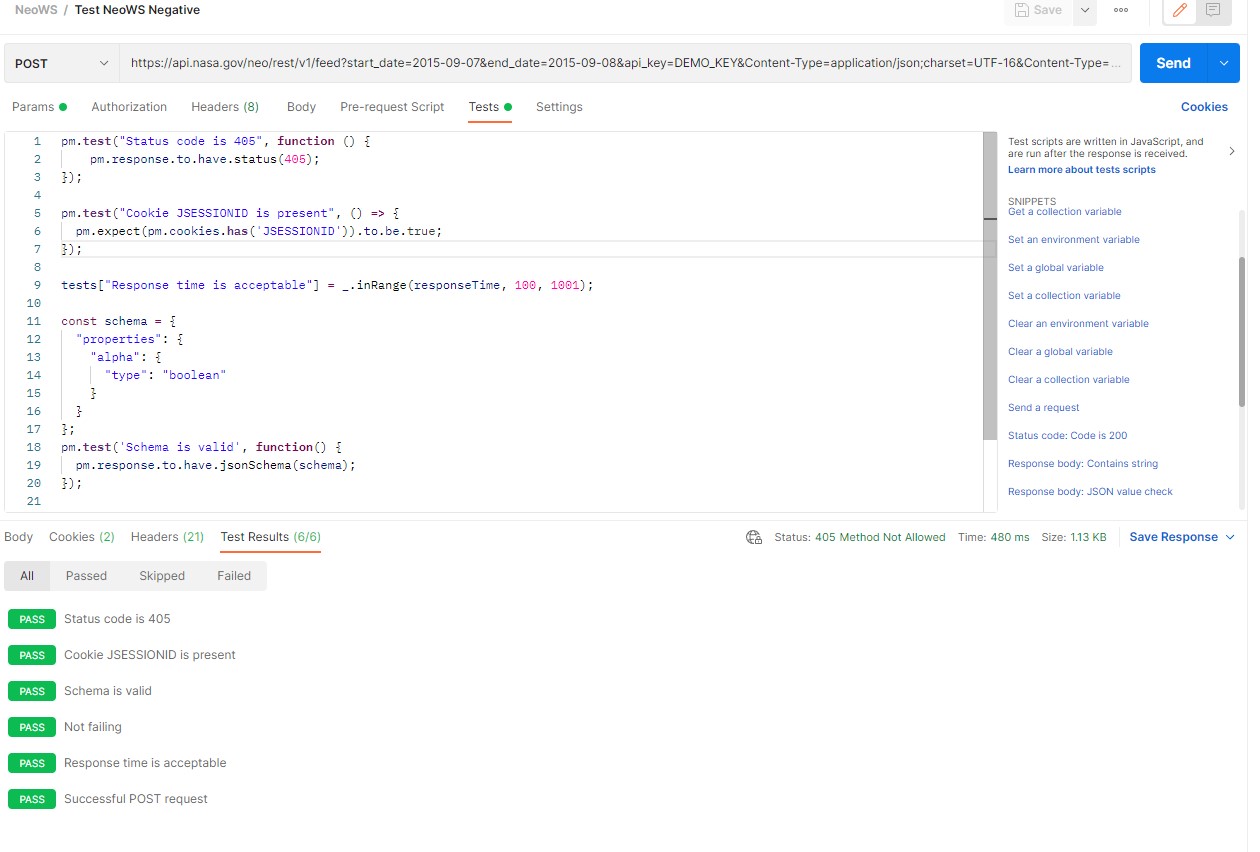 NeoWS / Test NeoWS Negative
Save
POST
https://api.nasa.gov/neo/rest/v1/feed?start_date=2015-09-07&end_date=2015-09-08&api_key=DEMO_KEY&Content-Type=application/json;charset=UTF-16&Content-Type=...
Send
Params
Authorization
Headers (8)
Body
Pre-request Script
Tests
Settings
Cookies
1 pm.test("Status code is 405", function () {
2 pm.response.to.have.status(405);
3 });
4
5 pm.test("Cookie JSESSIONID is present", () => {
6 pm.expect(pm.cookies.has('JSESSIONID')).to.be.true;
7 });
8
9 tests["Response time is acceptable"] = _.inRange(responseTime, 100, 1001);
10
11 const schema = {
12 "properties": {
13 "alpha": {
14 "type": "boolean"
15 }
16 }
17 };
18 pm.test('Schema is valid', function() {
19 pm.response.to.have.jsonSchema(schema);
20 });
21
Test scripts are written in JavaScript, and
are run after the response is received.
Learn more about tests scripts
SNIPPETS
Get a collection variable
Set an environment variable
Set a global variable
Set a collection variable
Clear an environment variable
Clear a global variable
Clear a collection variable
Send a request
Status code: Code is 200
Response body: Contains string
Response body: JSON value check
Body
Cookies (2)
Headers (21)
Test Results (6/6)
Status: 405 Method Not Allowed
Time: 480 ms
Size: 1.13 KB
Save Response
All
Passed
Skipped
Failed
PASS Status code is 405
PASS Cookie JSESSIONID is present
PASS Schema is valid
PASS Not failing
PASS Response time is acceptable
PASS Successful POST request